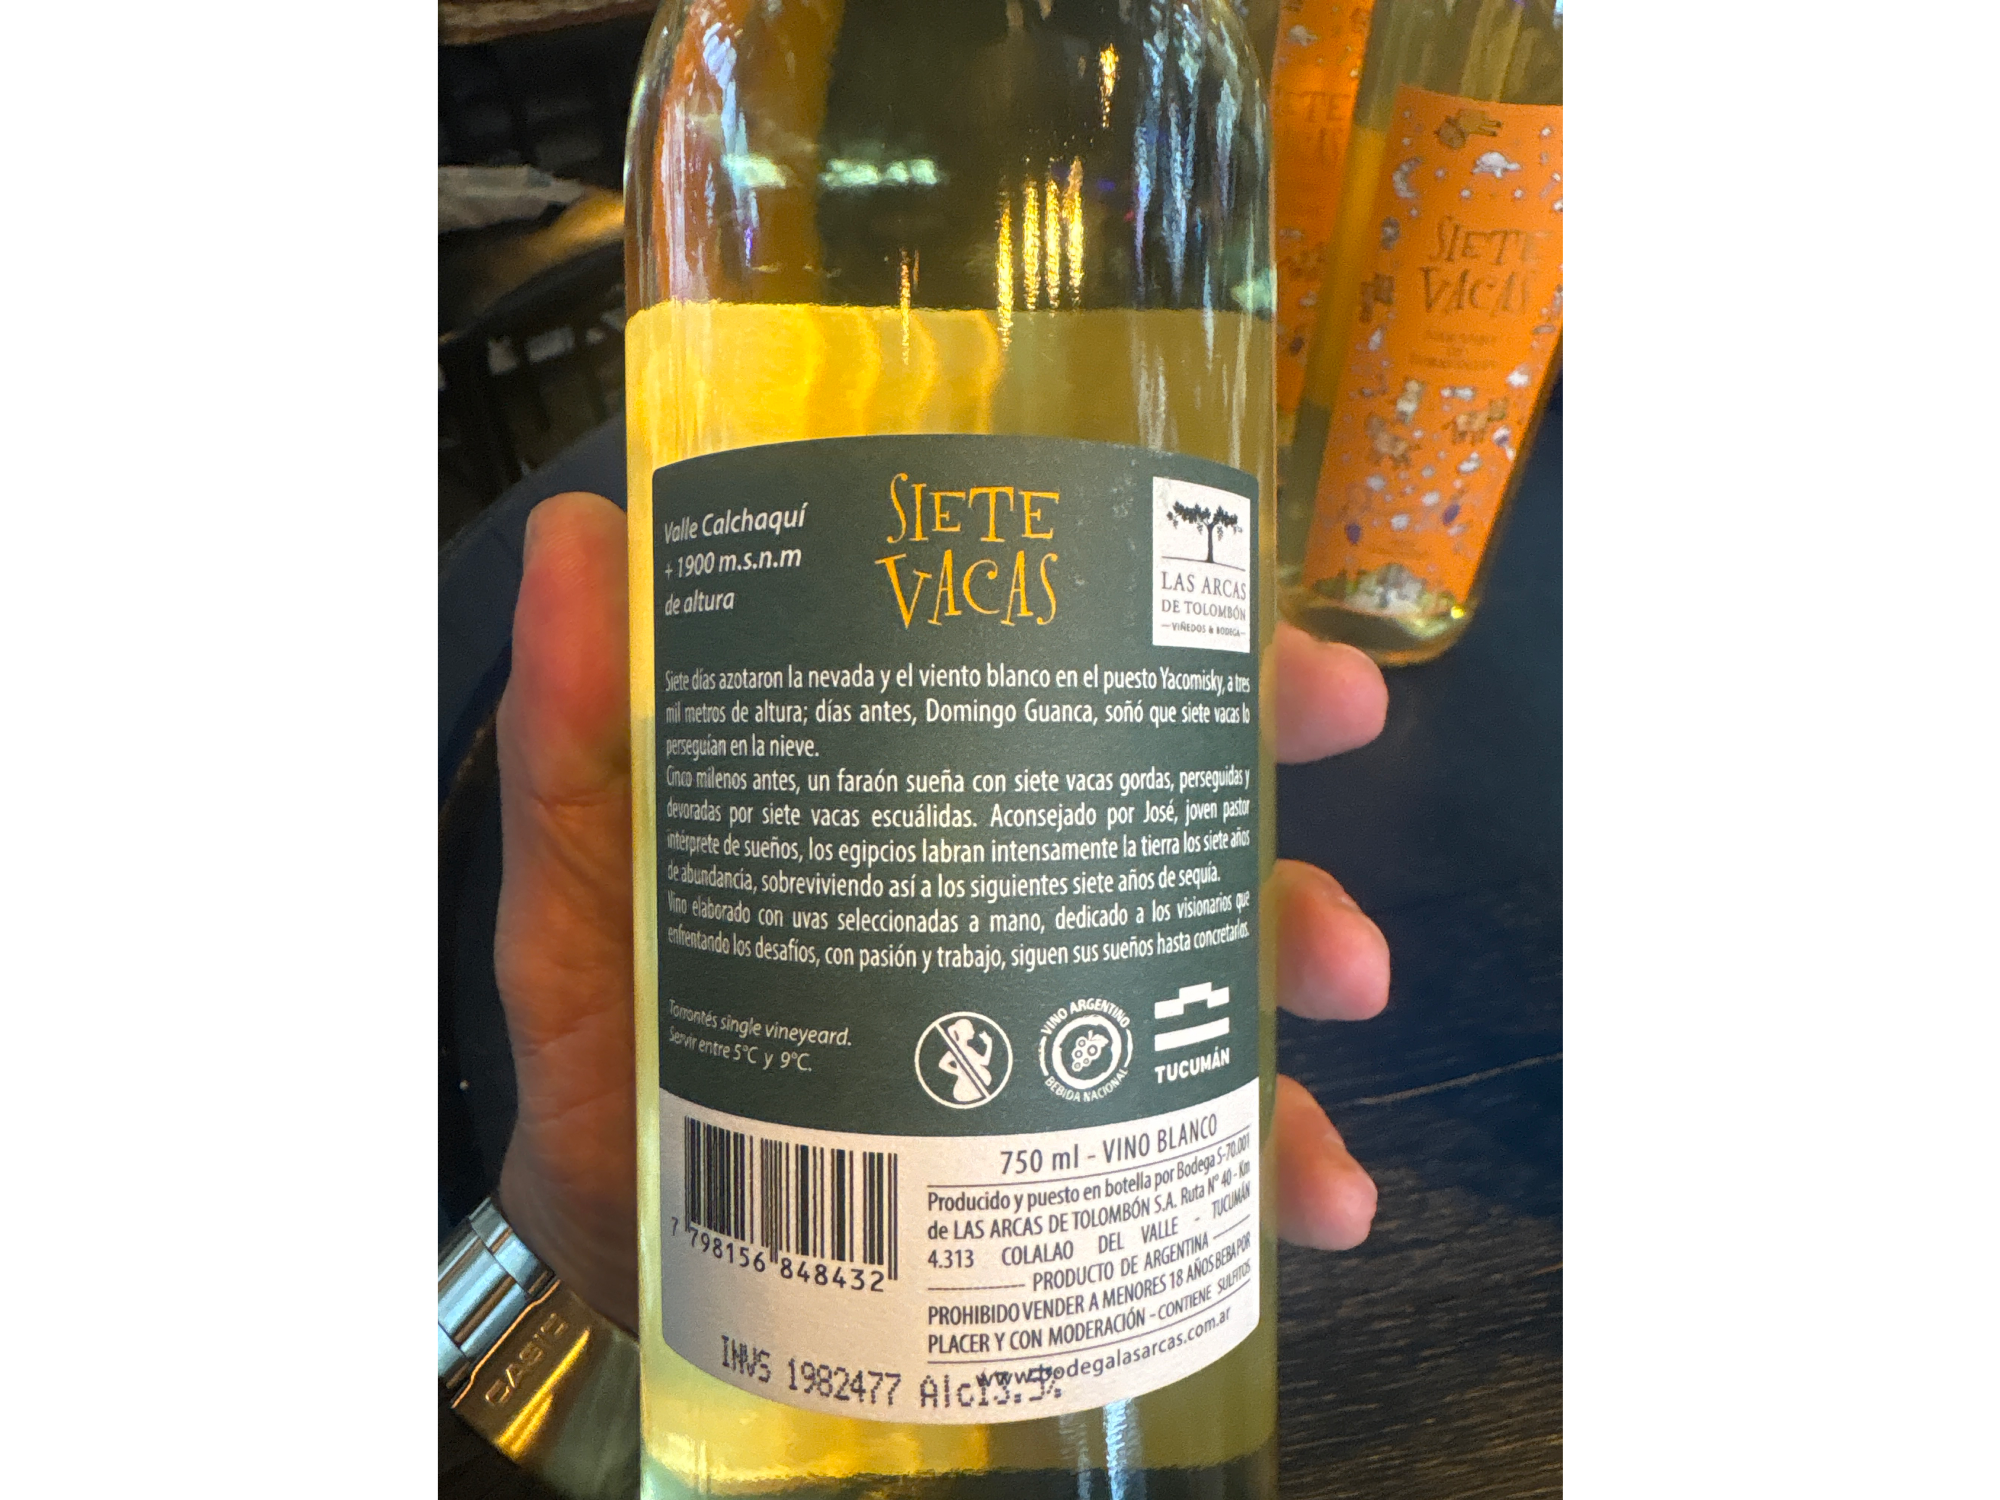 SIETE
SIETE
VACAS
Valle Calchaquí
+ 1900 m.s.n.m
de altura
SIETE
VACAS
LAS ARCAS
DE TOLOMBÓN
VIÑEDOS & BODEGA
Siete días azotaron la nevada y el viento blanco en el puesto Yacomisky, a tres
mil metros de altura; días antes, Domingo Guanca, soñó que siete vacas lo
perseguían en la nieve.
Cinco milenos antes, un faraón sueña con siete vacas gordas, perseguidas y
devoradas por siete vacas escuálidas. Aconsejado por José, joven pastor
intérprete de sueños, los egipcios labran intensamente la tierra los siete años
de abundancia, sobreviviendo así a los siguientes siete años de sequía.
Vino elaborado con uvas seleccionadas a mano, dedicado a los visionarios que
enfrentando los desafíos, con pasión y trabajo, siguen sus sueños hasta concretarlos.
Torrontés single vineyeard.
Servir entre 5°C y 9°C.
VINO ARGENTINO
BEBIDA NACIONAL
TUCUMÁN
7 798156 848432
750 ml - VINO BLANCO
Producido y puesto en botella por Bodega S-70.001
de LAS ARCAS DE TOLOMBÓN S.A. Ruta N° 40 - Km
4.313 COLALAO DEL VALLE - TUCUMÁN
PRODUCTO DE ARGENTINA
PROHIBIDO VENDER A MENORES 18 AÑOS BEBA POR
PLACER Y CON MODERACIÓN - CONTIENE SULFITOS
www.bodegalasarcas.com.ar
INVS 1982477 Alc13.5%
CASIO